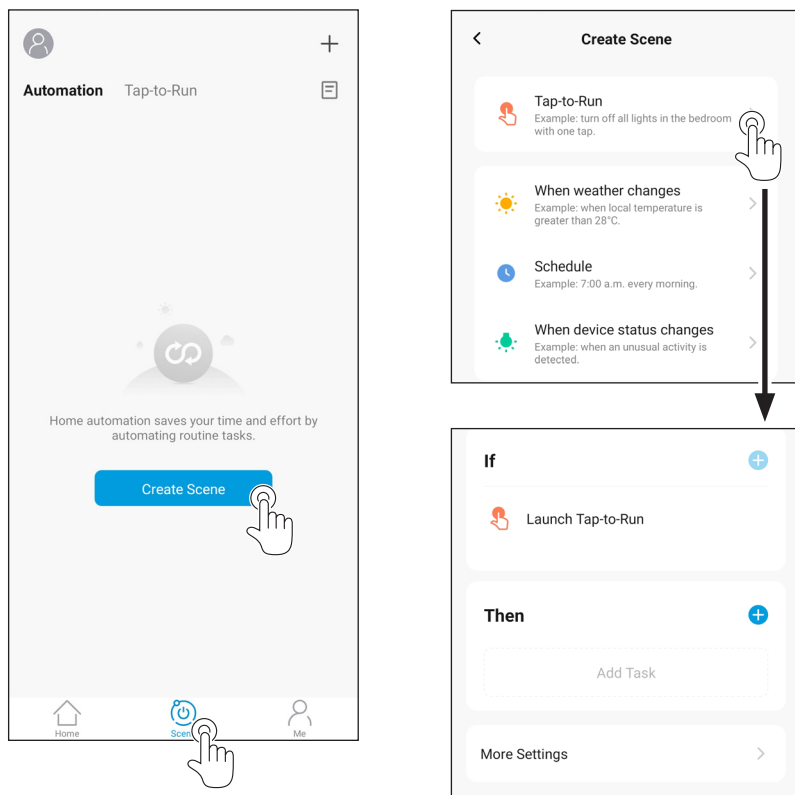 Automation Tap-to-Run
Home automation saves your time and effort by
automating routine tasks.
Create Scene
Home
Me
Create Scene
Tap-to-Run
Example: turn off all lights in the bedroom
with one tap.
When weather changes
Example: when local temperature is
greater than 28°C.
Schedule
Example: 7:00 a.m. every morning.
When device status changes
Example: when an unusual activity is
detected.
If
Launch Tap-to-Run
Then
Add Task
More Settings